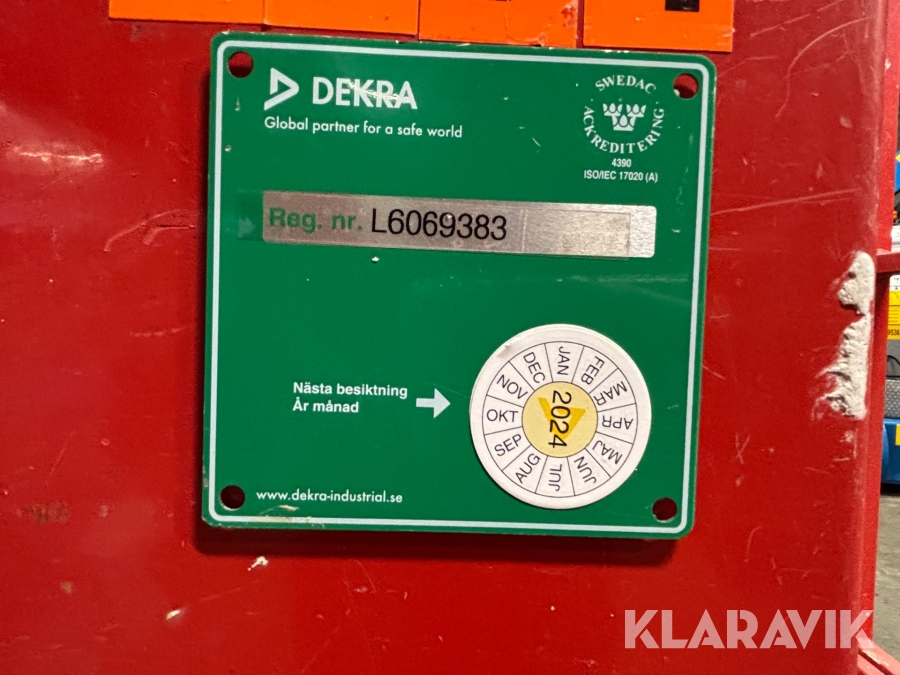 DEKRA
Global partner for a safe world
SWEDAC
ACKREDITERING
4390
ISO/IEC 17020 (A)
Reg. nr. L6069383
Nästa besiktning
År månad
JAN
FEB
MAR
APR
MAJ
JUN
JUL
AUG
SEP
OKT
NOV
DEC
2024
www.dekra-industrial.se
KLARAVIK